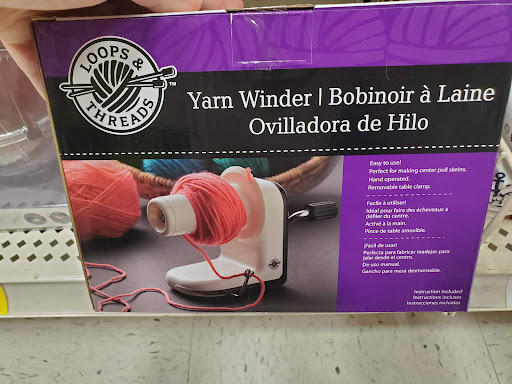 LOOPS &
THREADS™
Yarn Winder | Bobinoir à Laine
Ovilladora de Hilo
Easy to use!
Perfect for making center pull skeins.
Hand operated.
Removable table clamp.
Facile à utiliser!
Idéal pour faire des écheveaux à
défiler du centre.
Activé à la main.
Pince de table amovible.
¡Fácil de usar!
Perfecta para fabricar madejas para
jalar desde el centro.
De uso manual.
Gancho para mesa desmontable.
Instruction included
Instructions incluses
Instrucciones incluidas